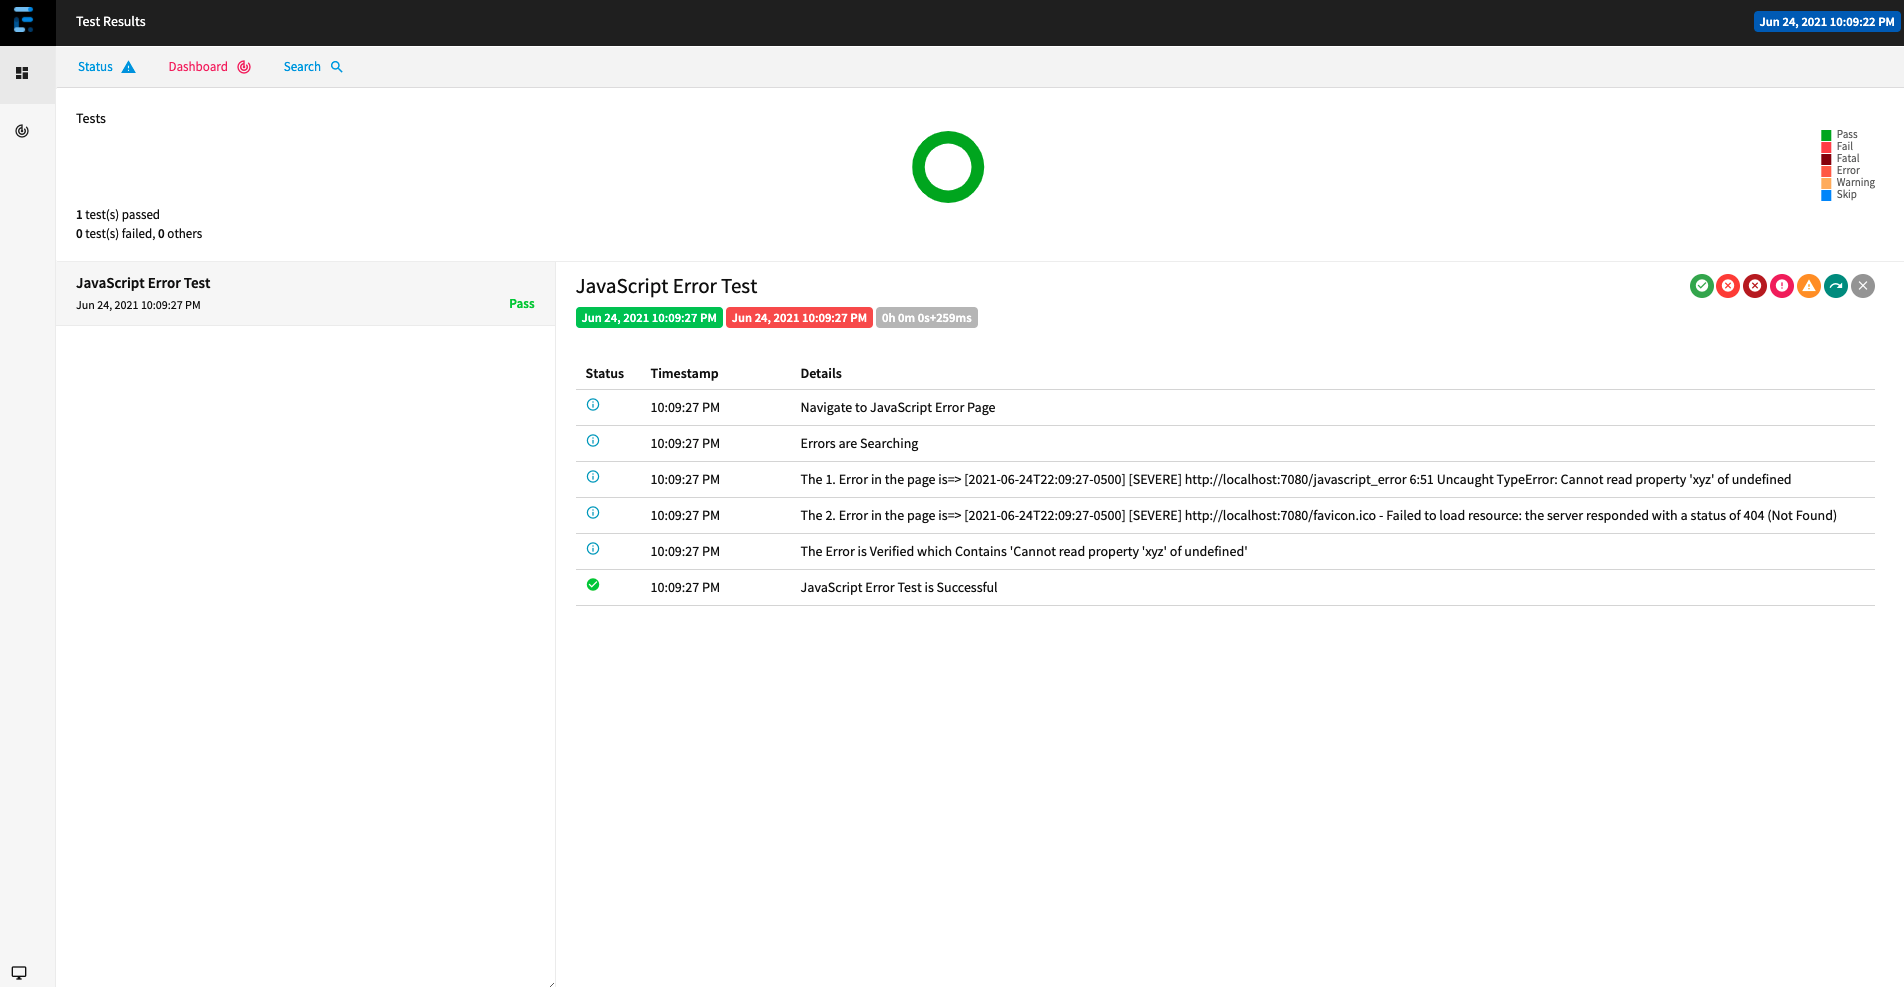 Test Results
Jun 24, 2021 10:09:22 PM
Status
Dashboard
Search
Tests
Pass
Fail
Fatal
Error
Warning
Skip
1 test(s) passed
0 test(s) failed, 0 others
JavaScript Error Test
Jun 24, 2021 10:09:27 PM
Pass
JavaScript Error Test
Jun 24, 2021 10:09:27 PM Jun 24, 2021 10:09:27 PM 0h 0m 0s+259ms
Status Timestamp Details
10:09:27 PM Navigate to JavaScript Error Page
10:09:27 PM Errors are Searching
10:09:27 PM The 1. Error in the page is=> [2021-06-24T22:09:27-0500] [SEVERE] http://localhost:7080/javascript_error 6:51 Uncaught TypeError: Cannot read property 'xyz' of undefined
10:09:27 PM The 2. Error in the page is=> [2021-06-24T22:09:27-0500] [SEVERE] http://localhost:7080/favicon.ico - Failed to load resource: the server responded with a status of 404 (Not Found)
10:09:27 PM The Error is Verified which Contains 'Cannot read property 'xyz' of undefined'
10:09:27 PM JavaScript Error Test is Successful